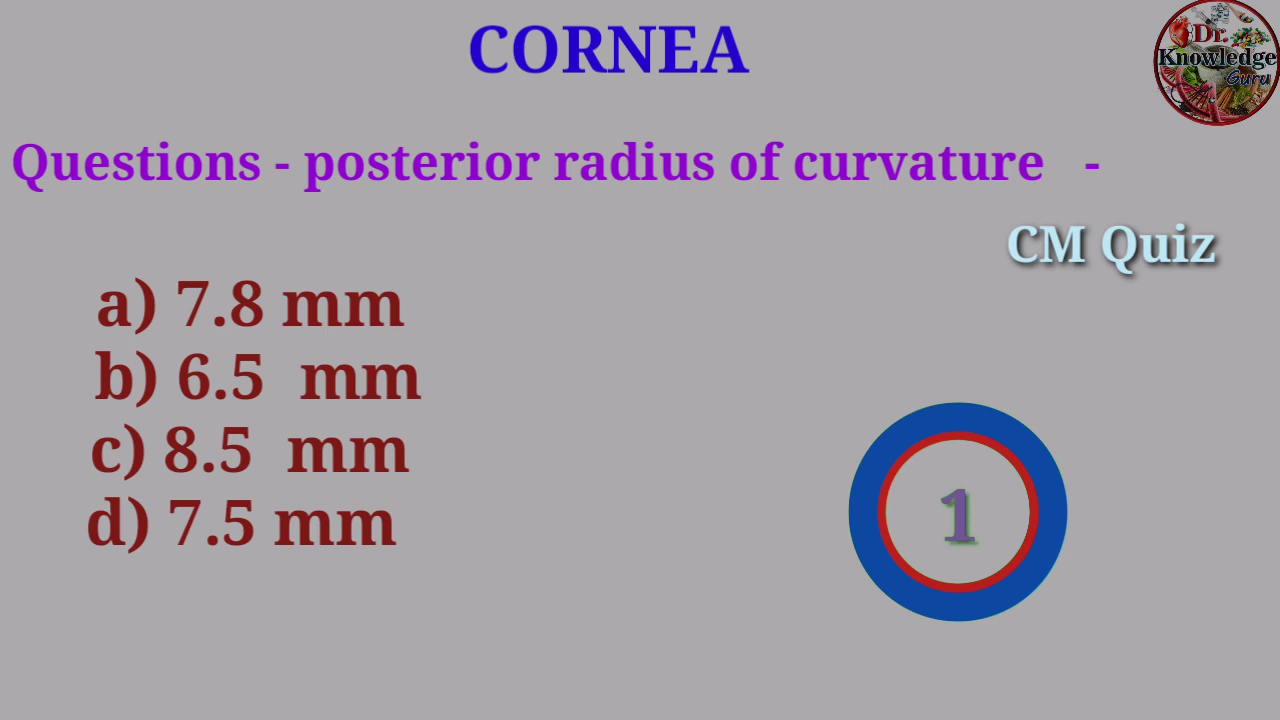 CORNEA
Dr.
Knowledge
Guru
Questions - posterior radius of curvature -
CM Quiz
a) 7.8 mm
b) 6.5 mm
c) 8.5 mm
d) 7.5 mm
1